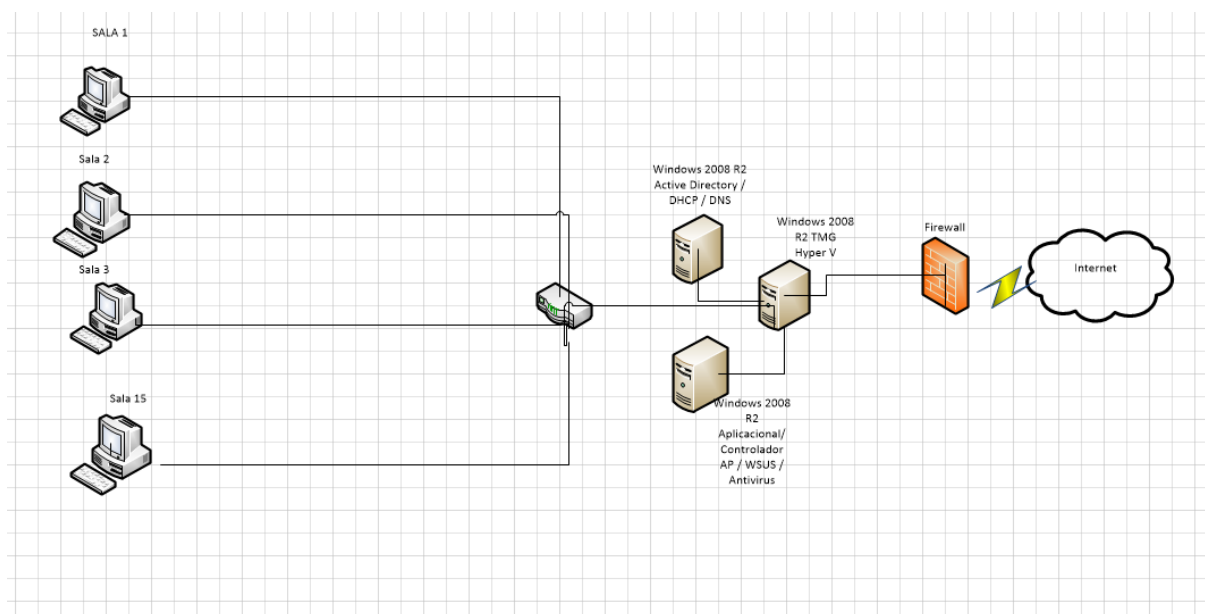 SALA 1
Sala 2
Sala 3
Sala 15
Windows 2008 R2
Active Directory /
DHCP / DNS
Windows 2008
R2 TMG
Hyper V
Windows 2008
R2
Aplicacional/
Controlador
AP / WSUS /
Antivirus
Firewall
Internet